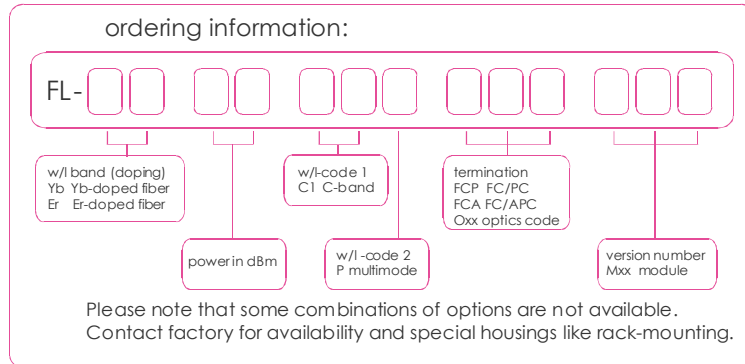 ordering information:
FL-
w/l band (doping)
Yb Yb-doped fiber
Er Er-doped fiber
power in dBm
w/l-code 1
C1 C-band
w/l -code 2
P multimode
termination
FCP FC/PC
FCA FC/APC
Oxx optics code
version number
Mxx module
Please note that some combinations of options are not available.
Contact factory for availability and special housings like rack-mounting.